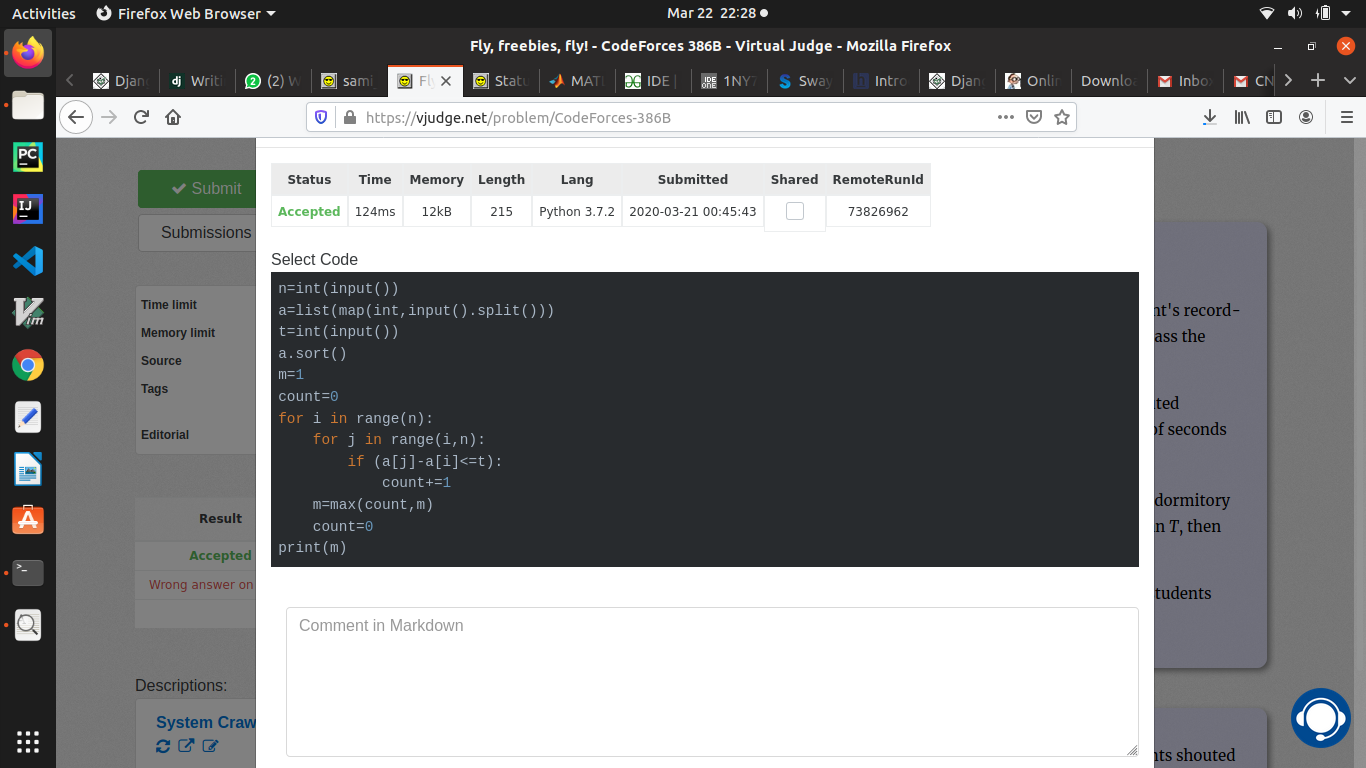 Activities Firefox Web Browser Mar 22 22:28
Fly, freebies, fly! - CodeForces 386B - Virtual Judge - Mozilla Firefox
Djan Writi (2) W sami Fl Statu MATL IDE | 1NY7 Sway Intro Djan Onlin Downlo Inbo CN
https://vjudge.net/problem/CodeForces-386B
Submit
Submissions
Time limit
Memory limit
Source
Tags
Editorial
Result
Accepted
Wrong answer on
Descriptions:
System Craw
Status Time Memory Length Lang Submitted Shared RemoteRunId
Accepted 124ms 12kB 215 Python 3.7.2 2020-03-21 00:45:43 73826962
Select Code
n=int(input())
a=list(map(int,input().split()))
t=int(input())
a.sort()
m=1
count=0
for i in range(n):
    for j in range(i,n):
        if (a[j]-a[i]<=t):
            count+=1
    m=max(count,m)
    count=0
print(m)
Comment in Markdown
nt's record-
ass the
ted
of seconds
dormitory
n T, then
tudents
nts shouted